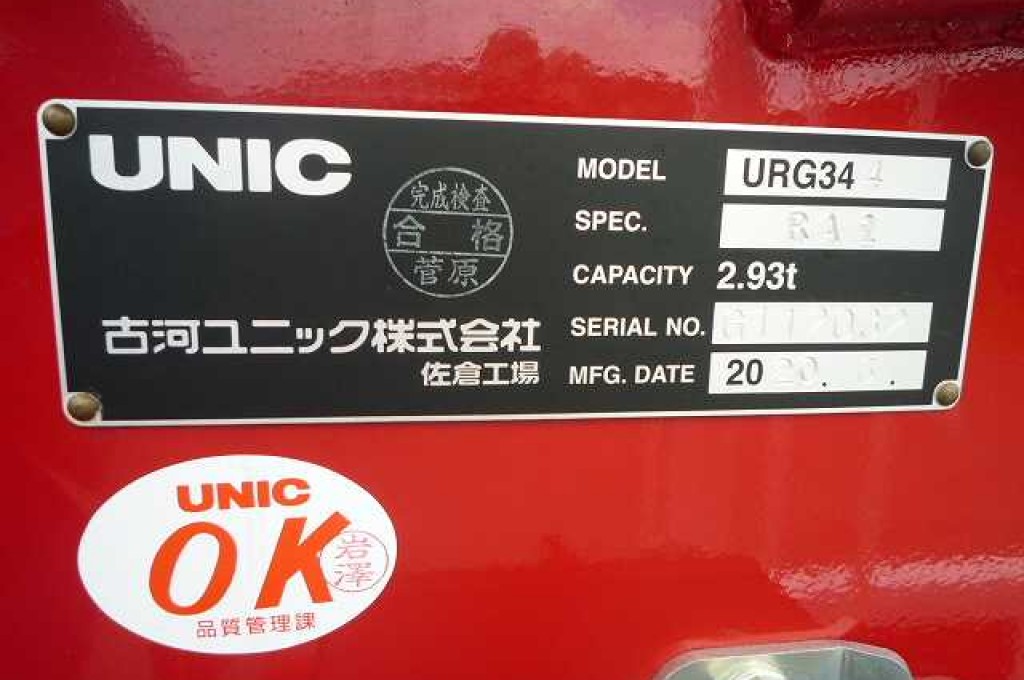 UNIC
完成検査
合格
菅原
古河ユニック株式会社
佐倉工場
MODEL URG344
SPEC.
CAPACITY 2.93t
SERIAL NO.
MFG. DATE 2020.
UNIC
OK
岩澤
品質管理課